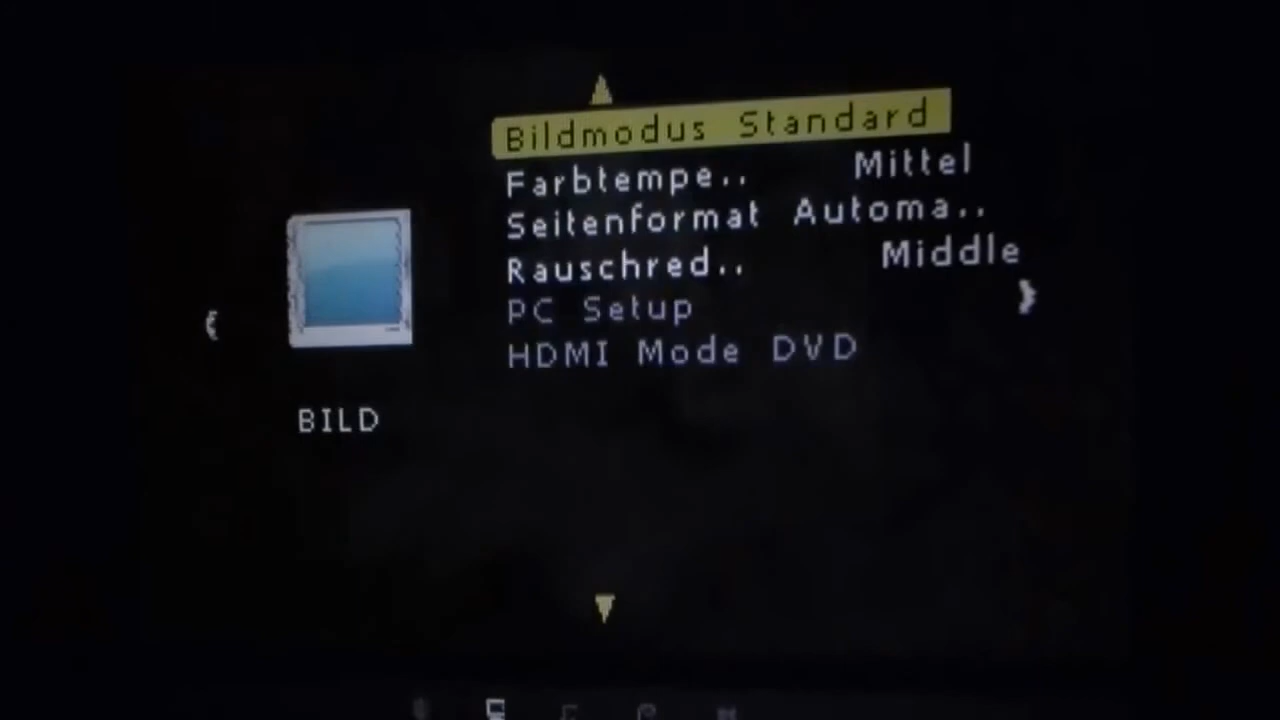 Bildmodus Standard
Farbtempe.. Mittel
Seitenformat Automa..
Rauschred.. Middle
PC Setup
HDMI Mode DVD
BILD